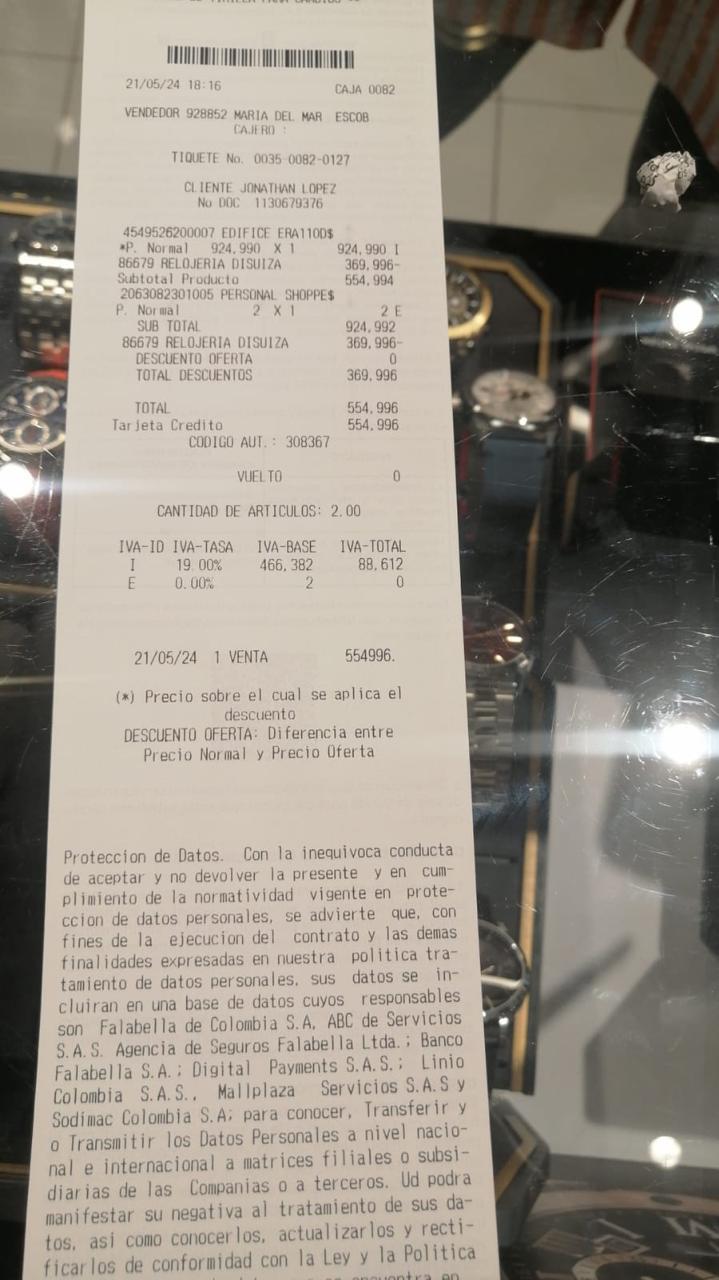 21/05/24 18:16 CAJA 0082
VENDEDOR 928852 MARIA DEL MAR ESCOB
CAJERO :
TIQUETE No. 0035-0082-0127
CLIENTE JONATHAN LOPEZ
No DOC 1130679376
4549526200007 EDIFICE ERA110D$
*P. Normal 924,990 X 1 924,990 I
86679 RELOJERIA DISUIZA 369,996-
Subtotal Producto 554,994
2063082301005 PERSONAL SHOPPE$
P. Normal 2 X 1 2 E
SUB TOTAL 924,992
86679 RELOJERIA DISUIZA 369,996-
DESCUENTO OFERTA 0
TOTAL DESCUENTOS 369,996
TOTAL 554,996
Tarjeta Credito 554,996
CODIGO AUT.: 308367
VUELTO 0
CANTIDAD DE ARTICULOS: 2.00
IVA-ID IVA-TASA IVA-BASE IVA-TOTAL
I 19.00% 466,382 88,612
E 0.00% 2 0
21/05/24 1 VENTA 554996.
(*) Precio sobre el cual se aplica el
descuento
DESCUENTO OFERTA: Diferencia entre
Precio Normal y Precio Oferta
Proteccion de Datos. Con la inequivoca conducta
de aceptar y no devolver la presente y en cum-
plimiento de la normatividad vigente en prote-
ccion de datos personales, se advierte que, con
fines de la ejecucion del contrato y las demas
finalidades expresadas en nuestra politica tra-
tamiento de datos personales, sus datos se in-
cluiran en una base de datos cuyos responsables
son Falabella de Colombia S.A, ABC de Servicios
S.A.S. Agencia de Seguros Falabella Ltda.; Banco
Falabella S.A.; Digital Payments S.A.S.; Linio
Colombia S.A.S., Mallplaza Servicios S.A.S y
Sodimac Colombia S.A; para conocer, Transferir y
o Transmitir los Datos Personales a nivel nacio-
nal e internacional a matrices filiales o subsi-
diarias de las Companias o a terceros. Ud podra
manifestar su negativa al tratamiento de sus da-
tos, asi como conocerlos, actualizarlos y recti-
ficarlos de conformidad con la Ley y la Politica